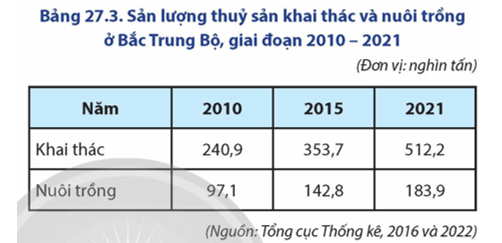 Bảng 27.3. Sản lượng thuỷ sản khai thác và nuôi trồng
ở Bắc Trung Bộ, giai đoạn 2010 – 2021
(Đơn vị: nghìn tấn)
Năm 2010 2015 2021
Khai thác 240,9 353,7 512,2
Nuôi trồng 97,1 142,8 183,9
(Nguồn: Tổng cục Thống kê, 2016 và 2022)